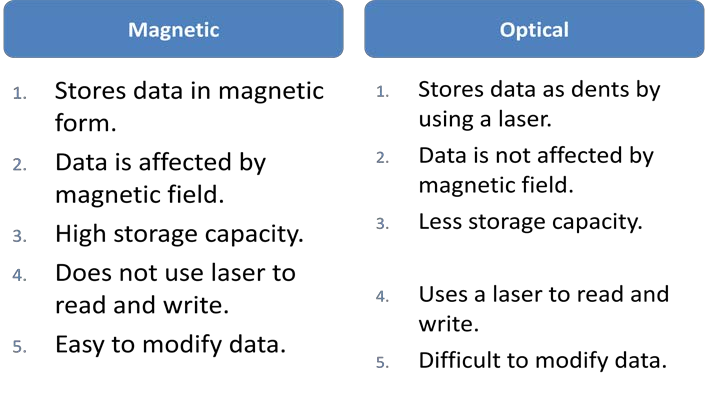 Magnetic
1. Stores data in magnetic
form.
2. Data is affected by
magnetic field.
3. High storage capacity.
4. Does not use laser to
read and write.
5. Easy to modify data.
Optical
1. Stores data as dents by
using a laser.
2. Data is not affected by
magnetic field.
3. Less storage capacity.
4. Uses a laser to read and
write.
5. Difficult to modify data.